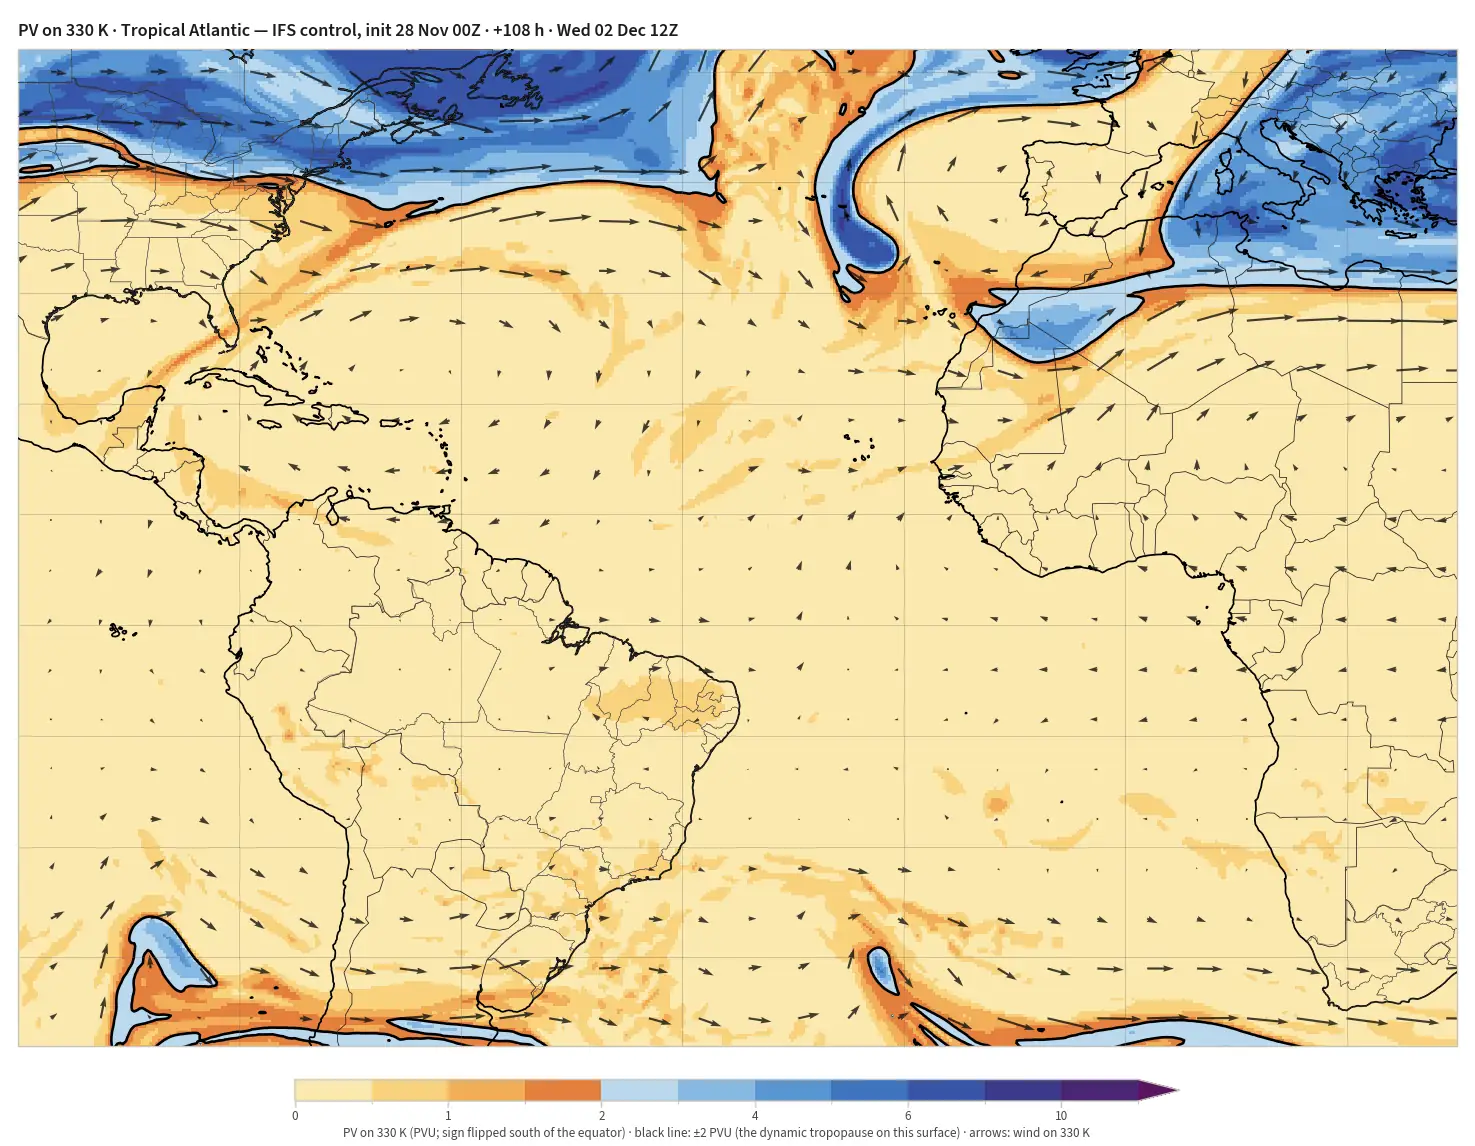 PV on 330 K · Tropical Atlantic — IFS control, init 28 Nov 00Z · +108 h · Wed 02 Dec 12Z
0 1 2 4 6 10
PV on 330 K (PVU; sign flipped south of the equator) · black line: ±2 PVU (the dynamic tropopause on this surface) · arrows: wind on 330 K